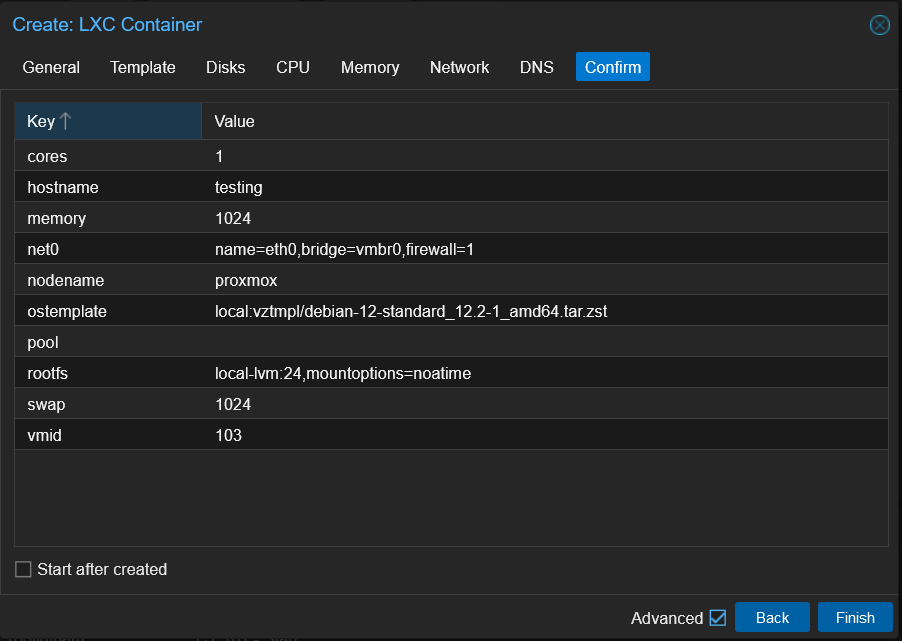 Create: LXC Container
General Template Disks CPU Memory Network DNS Confirm
Key Value
cores 1
hostname testing
memory 1024
net0 name=eth0,bridge=vmbr0,firewall=1
nodename proxmox
ostemplate local:vztmpl/debian-12-standard_12.2-1_amd64.tar.zst
pool
rootfs local-lvm:24,mountoptions=noatime
swap 1024
vmid 103
Start after created
Advanced Back Finish